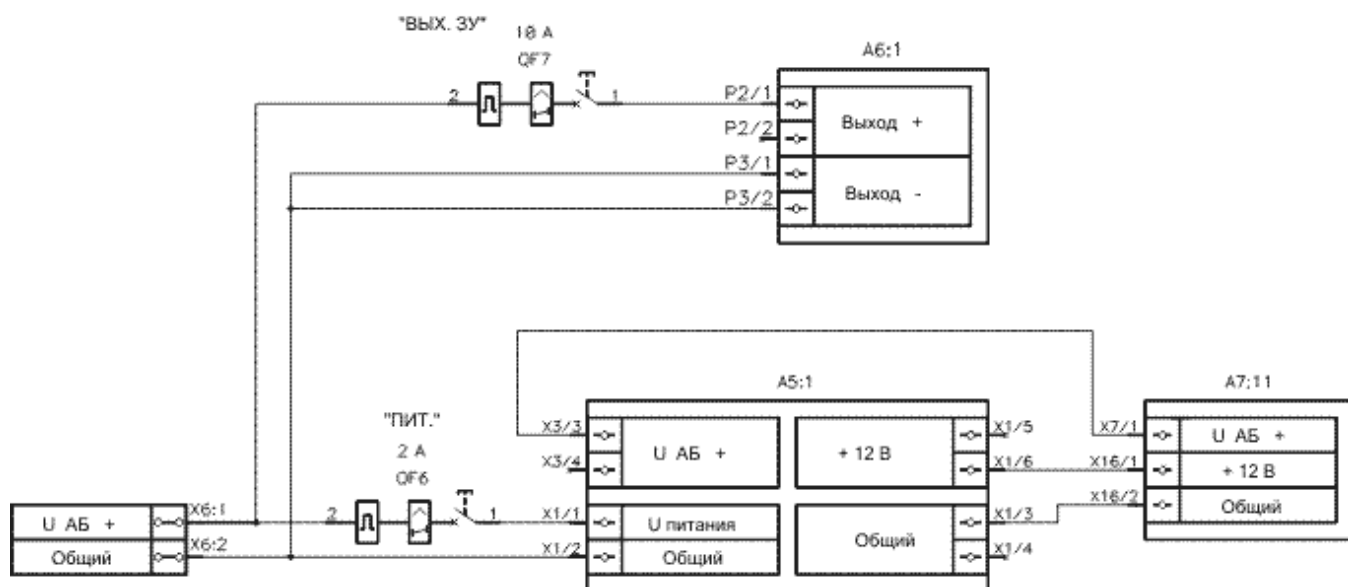 "ВЫХ. ЗУ"
10 А
QF7
А6:1
2
1
P2/1
Выход +
P2/2
P3/1
Выход -
P3/2
А5:1
А7:11
"ПИТ."
2 А
QF6
X3/3
U АБ +
+ 12 В
X1/5
X7/1
U АБ +
X3/4
X1/6
X16/1
+ 12 В
X16/2
Общий
U АБ +
X6:1
2
1
X1/1
U питания
Общий
X1/3
Общий
X6:2
X1/2
Общий
X1/4